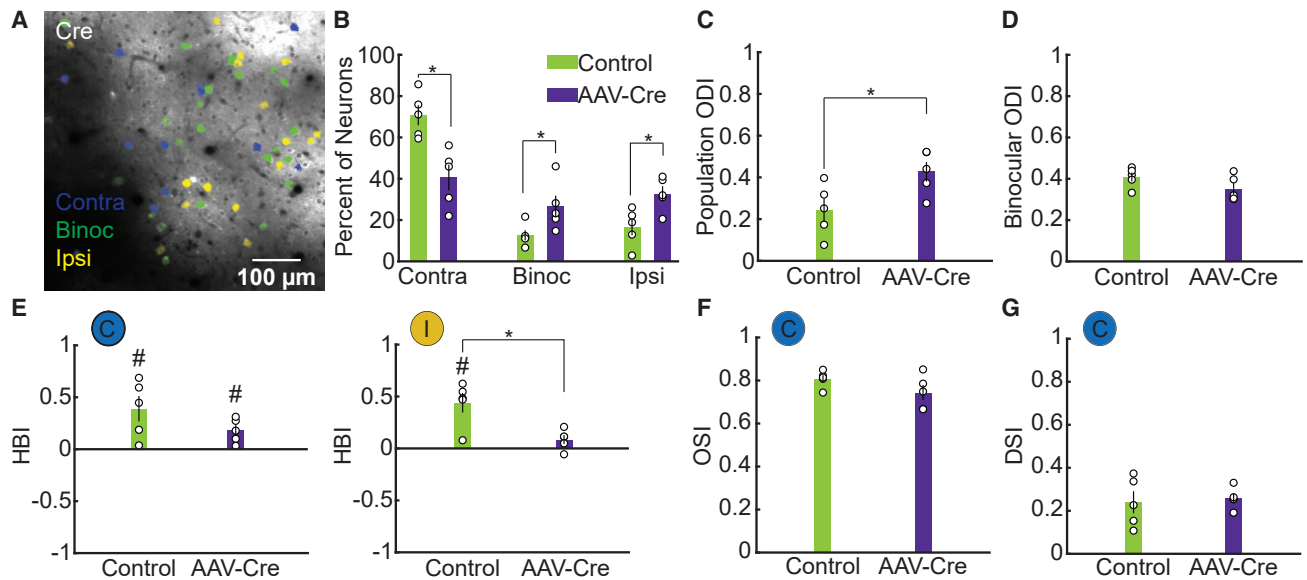 A
Cre
Contra
Binoc
Ipsi
100 µm
B
Percent of Neurons
100
80
60
40
20
0
*
*
*
Control
AAV-Cre
Contra
Binoc
Ipsi
C
Population ODI
1
0.8
0.6
0.4
0.2
0
*
Control
AAV-Cre
D
Binocular ODI
1
0.8
0.6
0.4
0.2
0
Control
AAV-Cre
E
C
HBI
1
0.5
0
-0.5
-1
#
#
Control
AAV-Cre
I
HBI
1
0.5
0
-0.5
-1
#
*
Control
AAV-Cre
F
C
OSI
1
0.8
0.6
0.4
0.2
0
Control
AAV-Cre
G
C
DSI
1
0.8
0.6
0.4
0.2
0
Control
AAV-Cre